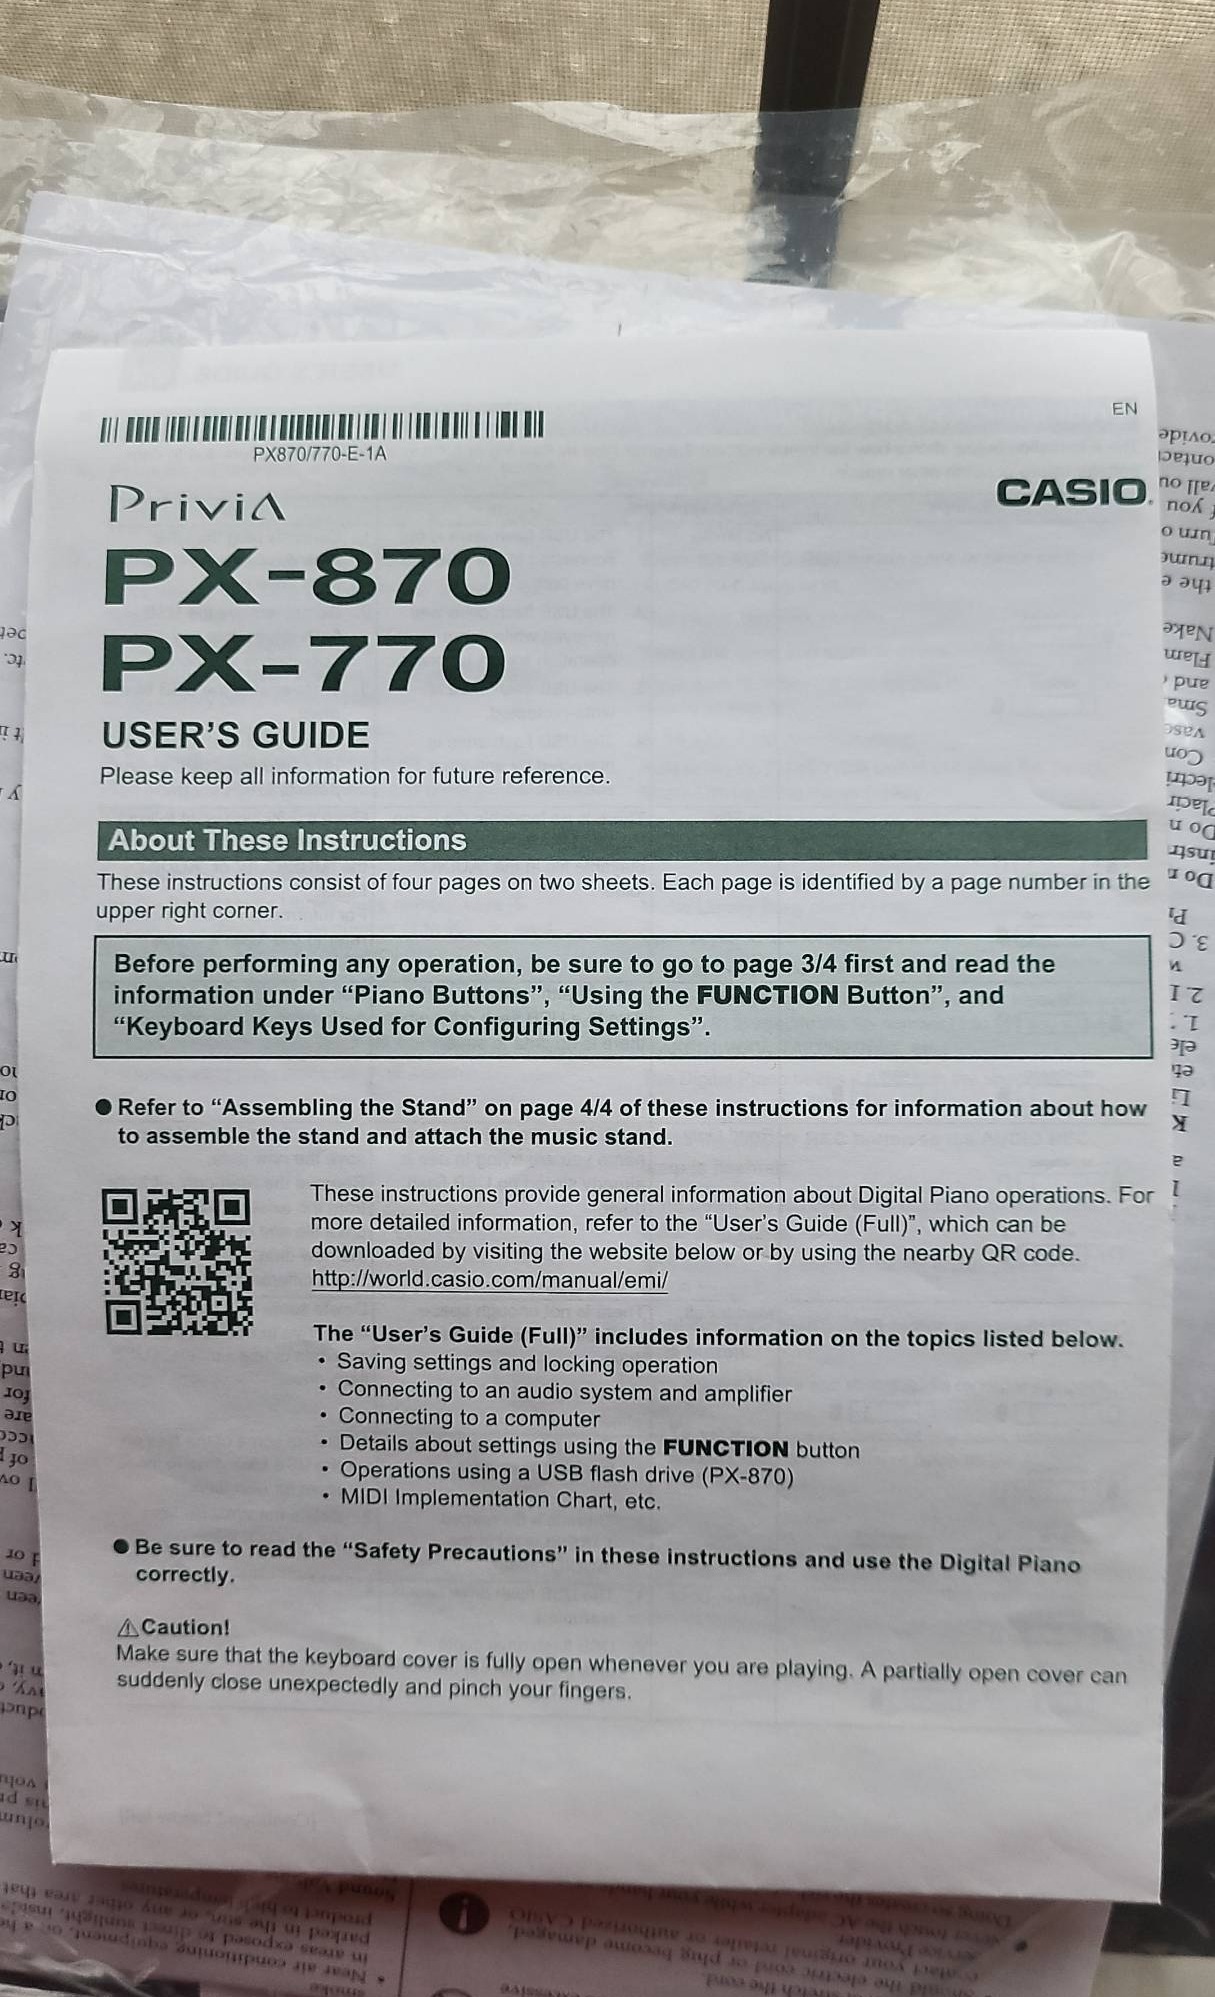 EN
PX870/770-E-1A
Privia
CASIO
PX-870
PX-770
USER'S GUIDE
Please keep all information for future reference.
About These Instructions
These instructions consist of four pages on two sheets. Each page is identified by a page number in the
upper right corner.
Before performing any operation, be sure to go to page 3/4 first and read the
information under “Piano Buttons”, “Using the FUNCTION Button”, and
“Keyboard Keys Used for Configuring Settings”.
● Refer to “Assembling the Stand” on page 4/4 of these instructions for information about how
to assemble the stand and attach the music stand.
These instructions provide general information about Digital Piano operations. For
more detailed information, refer to the “User's Guide (Full)”, which can be
downloaded by visiting the website below or by using the nearby QR code.
http://world.casio.com/manual/emi/
The “User's Guide (Full)” includes information on the topics listed below.
• Saving settings and locking operation
• Connecting to an audio system and amplifier
• Connecting to a computer
• Details about settings using the FUNCTION button
• Operations using a USB flash drive (PX-870)
• MIDI Implementation Chart, etc.
● Be sure to read the “Safety Precautions” in these instructions and use the Digital Piano
correctly.
⚠Caution!
Make sure that the keyboard cover is fully open whenever you are playing. A partially open cover can
suddenly close unexpectedly and pinch your fingers.